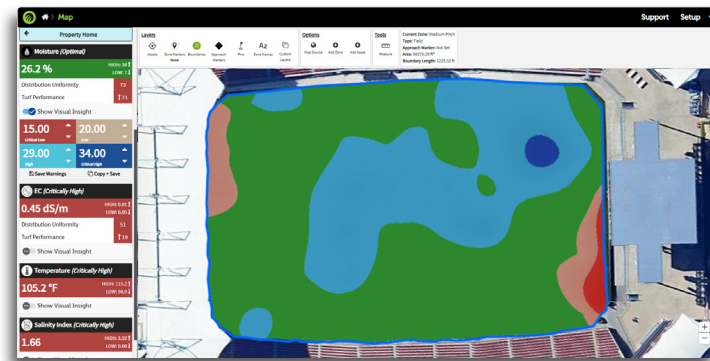 Map
Support Setup
Property Home
Moisture (Optimal)
26.2 %
HIGH: 38
LOW: 7
Distribution Uniformity 73
Turf Performance 71
Show Visual Insight
15.00
Critical Low
20.00
Low
29.00
High
34.00
Critical High
Save Warnings Copy + Save
EC (Critically High)
0.45 dS/m
Distribution Uniformity 51
Turf Performance 19
Show Visual Insight
Temperature (Critically High)
105.2 °F
HIGH: 115.2
Show Visual Insight
Salinity Index (Critically High)
1.66
Layers
Assets
Zone Markers
None
Boundaries
Approach
Markers
Pins
Az
Zone Names
Custom
Layers
Options
Map Source
Add Zone
Add Asset
Tools
Measure
Current Zone: Stadium Pitch
Type: Field
Approach Marker: Not Set